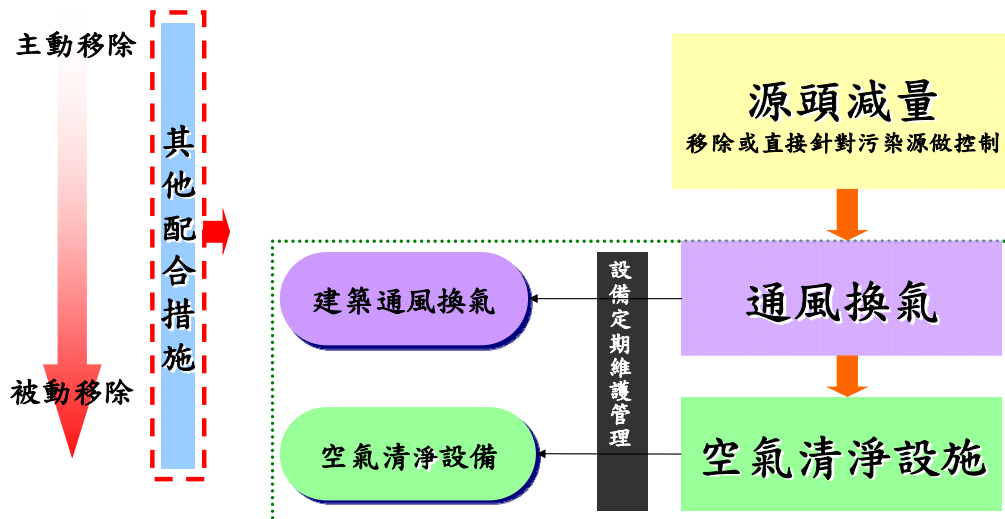 主動移除
被動移除
其他配合措施
源頭減量
移除或直接針對污染源做控制
建築通風換氣
設備定期維護管理
通風換氣
空氣清淨設備
空氣清淨設施